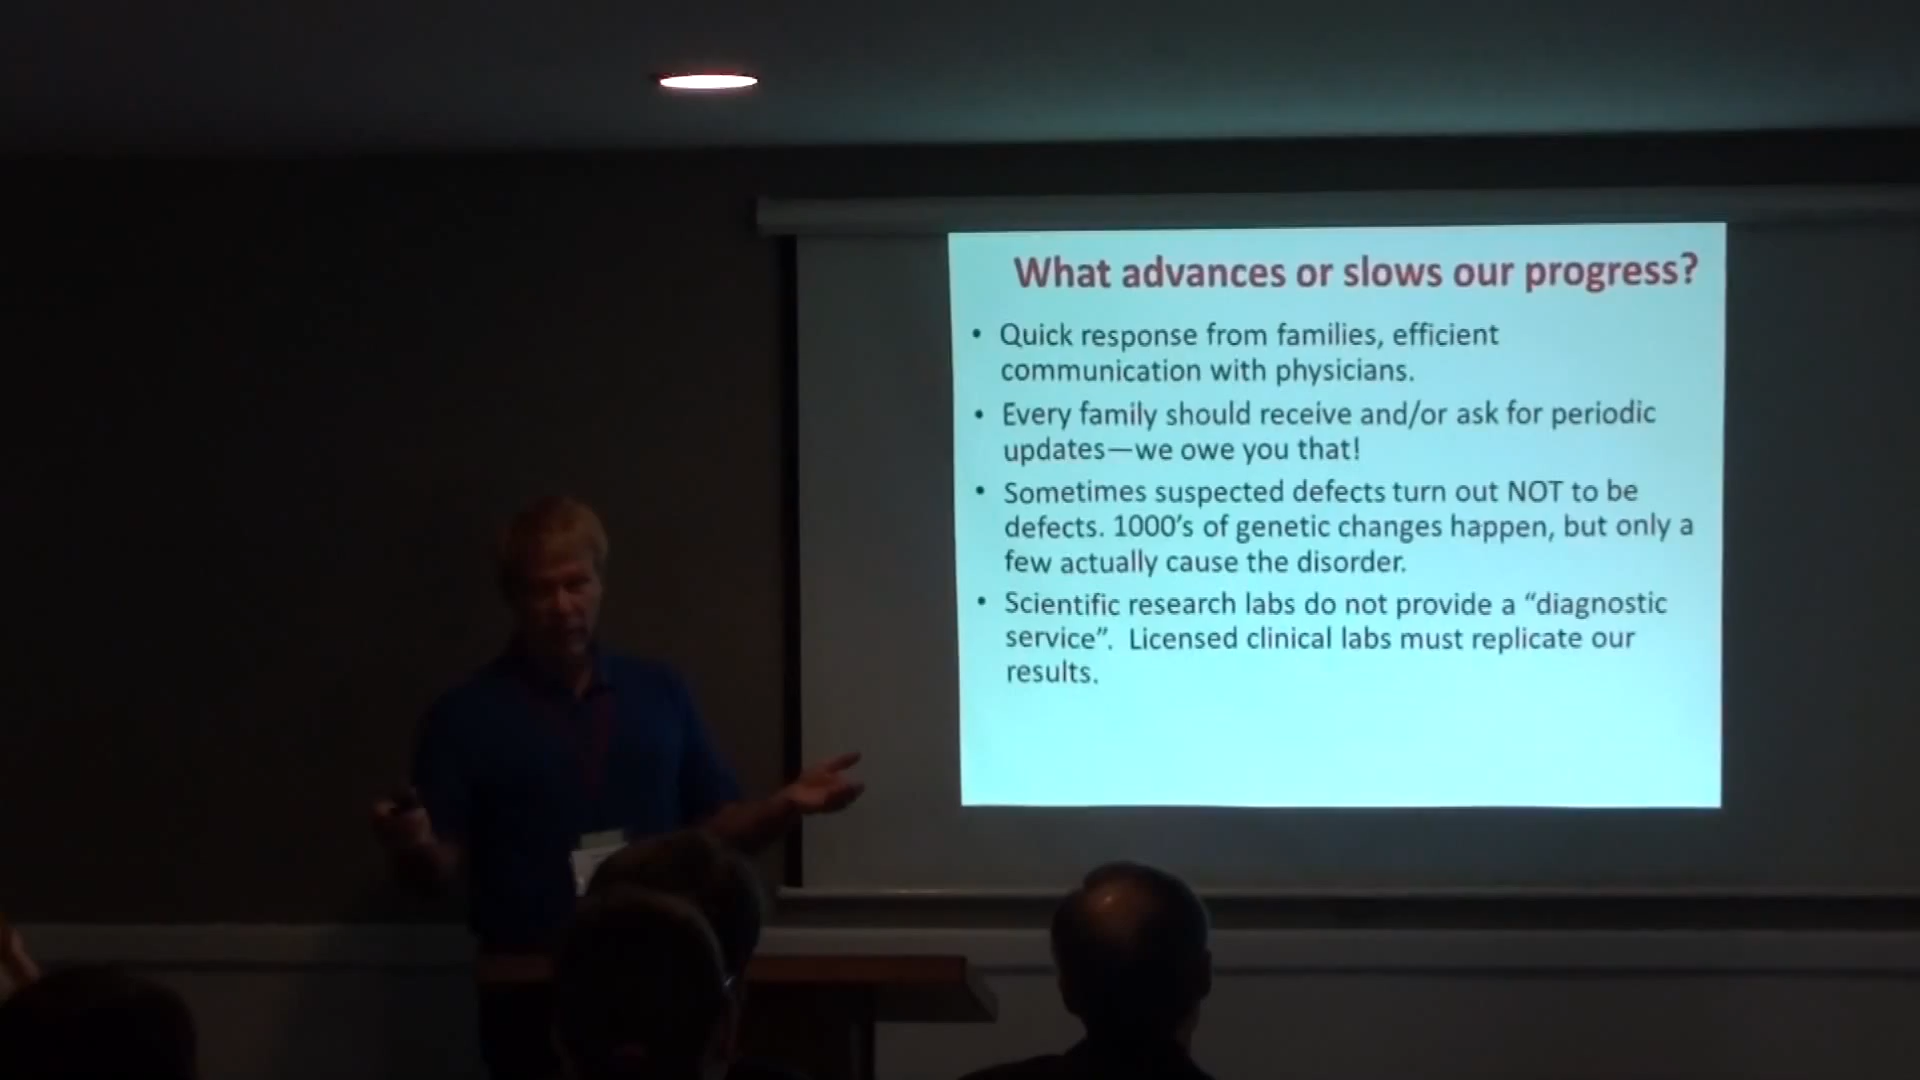 What advances or slows our progress?
• Quick response from families, efficient
communication with physicians.
• Every family should receive and/or ask for periodic
updates—we owe you that!
• Sometimes suspected defects turn out NOT to be
defects. 1000's of genetic changes happen, but only a
few actually cause the disorder.
• Scientific research labs do not provide a “diagnostic
service”. Licensed clinical labs must replicate our
results.